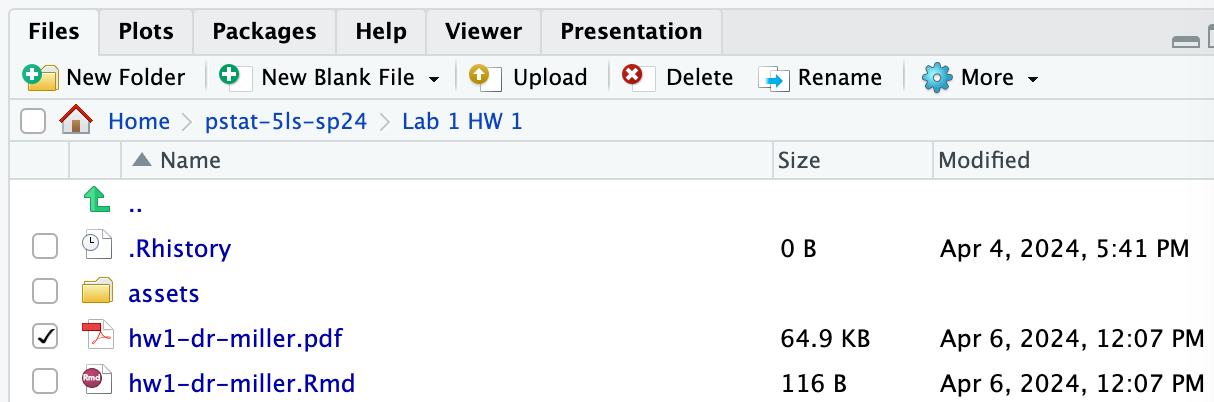 Files Plots Packages Help Viewer Presentation
New Folder New Blank File Upload Delete Rename More
Home pstat-5ls-sp24 Lab 1 HW 1
Name Size Modified
..
.Rhistory 0 B Apr 4, 2024, 5:41 PM
assets
hw1-dr-miller.pdf 64.9 KB Apr 6, 2024, 12:07 PM
Rmd hw1-dr-miller.Rmd 116 B Apr 6, 2024, 12:07 PM